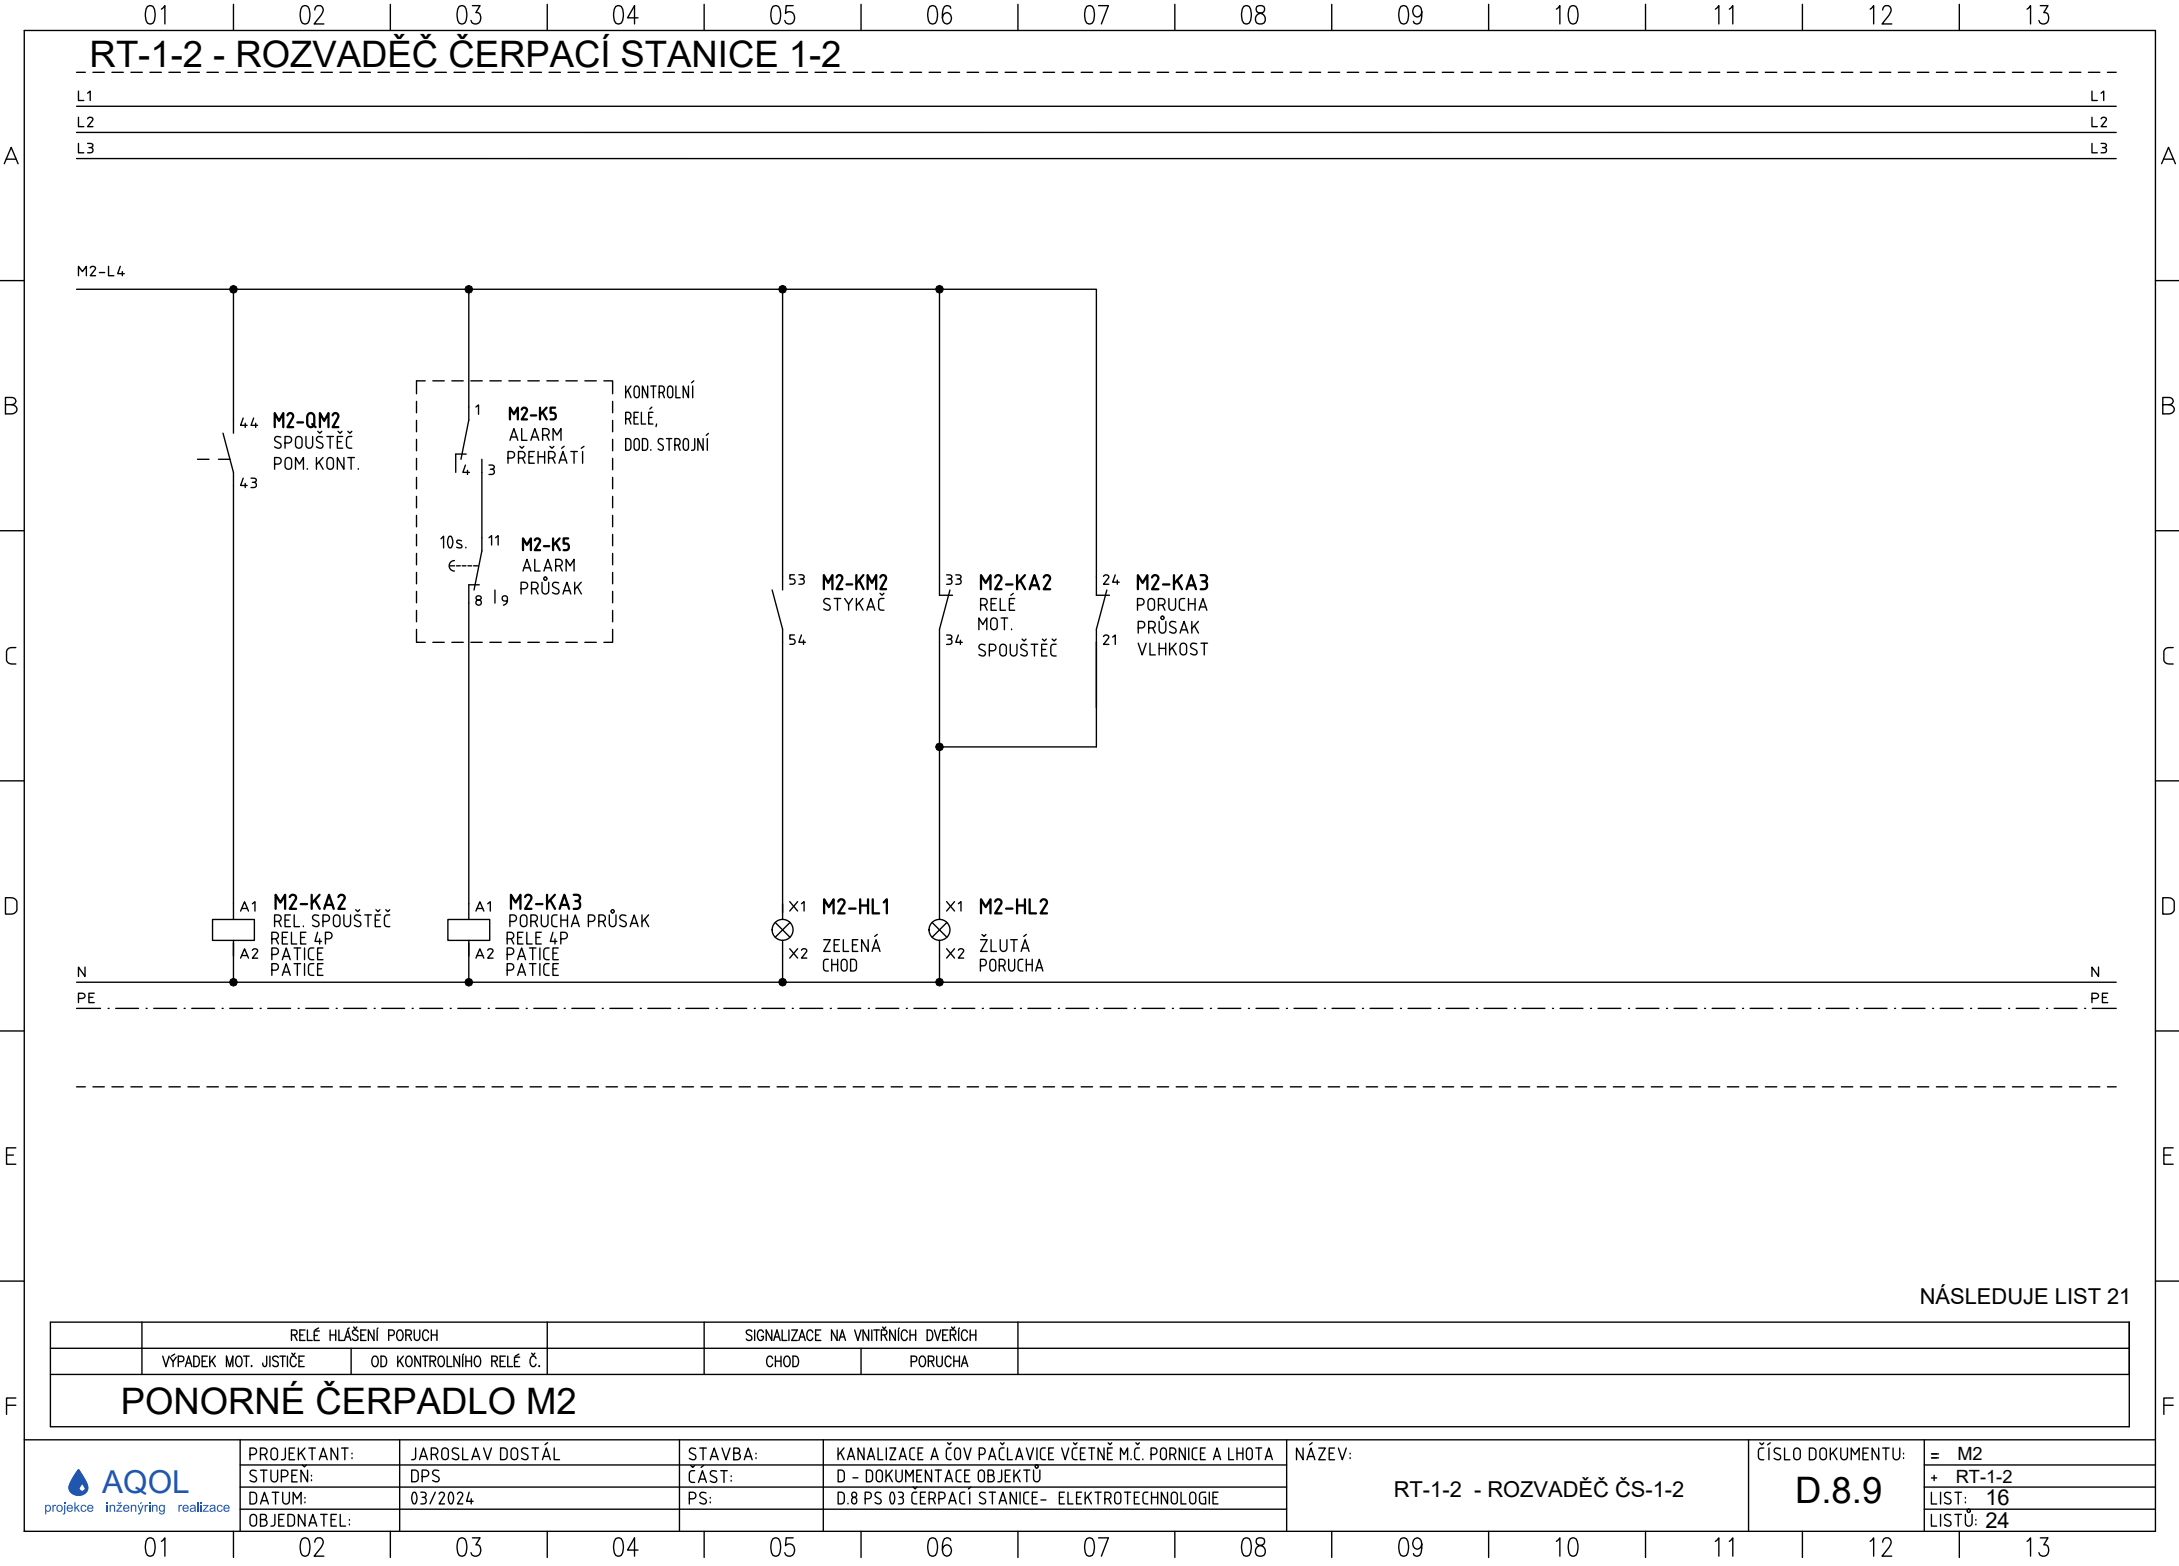 01 02 03 04 05 06 07 08 09 10 11 12 13
RT-1-2 - ROZVADĚČ ČERPACÍ STANICE 1-2
L1 L1
L2 L2
L3 L3
A A
M2-L4
B B
44 M2-QM2
SPOUŠTĚČ
POM. KONT.
43
1 M2-K5
ALARM
PŘEHŘÁTÍ
4 3
KONTROLNÍ
RELÉ,
DOD. STROJNÍ
10s. 11 M2-K5
ALARM
PRŮSAK
8 9
53 M2-KM2
STYKAČ
54
33 M2-KA2
RELÉ
MOT.
34 SPOUŠTĚČ
24 M2-KA3
PORUCHA
PRŮSAK
21 VLHKOST
C C
D D
A1 M2-KA2
REL. SPOUŠTĚČ
RELE 4P
A2 PATICE
PATICE
A1 M2-KA3
PORUCHA PRŮSAK
RELE 4P
A2 PATICE
PATICE
X1 M2-HL1
ZELENÁ
X2 CHOD
X1 M2-HL2
ŽLUTÁ
X2 PORUCHA
N N
PE PE
E E
NÁSLEDUJE LIST 21
RELÉ HLÁŠENÍ PORUCH SIGNALIZACE NA VNITŘNÍCH DVEŘÍCH
VÝPADEK MOT. JISTIČE OD KONTROLNÍHO RELÉ Č. CHOD PORUCHA
F F
PONORNÉ ČERPADLO M2
AQOL
projekce inženýring realizace
PROJEKTANT: JAROSLAV DOSTÁL
STUPEŇ: DPS
DATUM: 03/2024
OBJEDNATEL:
STAVBA: KANALIZACE A ČOV PAČLAVICE VČETNĚ M.Č. PORNICE A LHOTA
ČÁST: D - DOKUMENTACE OBJEKTŮ
PS: D.8 PS 03 ČERPACÍ STANICE- ELEKTROTECHNOLOGIE
NÁZEV:
RT-1-2 - ROZVADĚČ ČS-1-2
ČÍSLO DOKUMENTU:
D.8.9
= M2
+ RT-1-2
LIST: 16
LISTŮ: 24
01 02 03 04 05 06 07 08 09 10 11 12 13